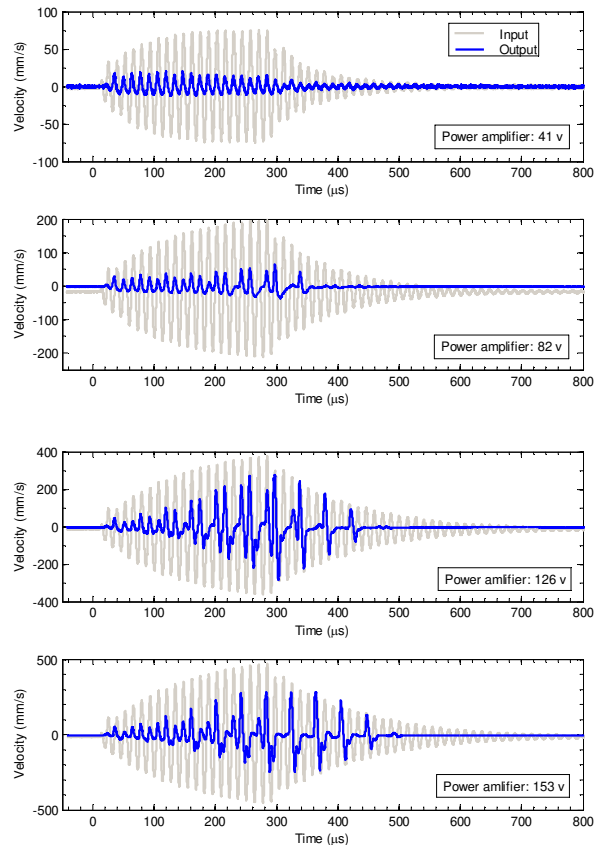 100
50
0
-50
-100
Velocity (mm/s)
Input
Output
Power amplifier: 41 v
0 100 200 300 400 500 600 700 800
Time (µs)
200
100
0
-100
-200
Velocity (mm/s)
Power amplifier: 82 v
0 100 200 300 400 500 600 700 800
Time (µs)
400
200
0
-200
-400
Velocity (mm/s)
Power amlifier: 126 v
0 100 200 300 400 500 600 700 800
Time (µs)
500
0
-500
Velocity (mm/s)
Power amlifier: 153 v
0 100 200 300 400 500 600 700 800
Time (µs)